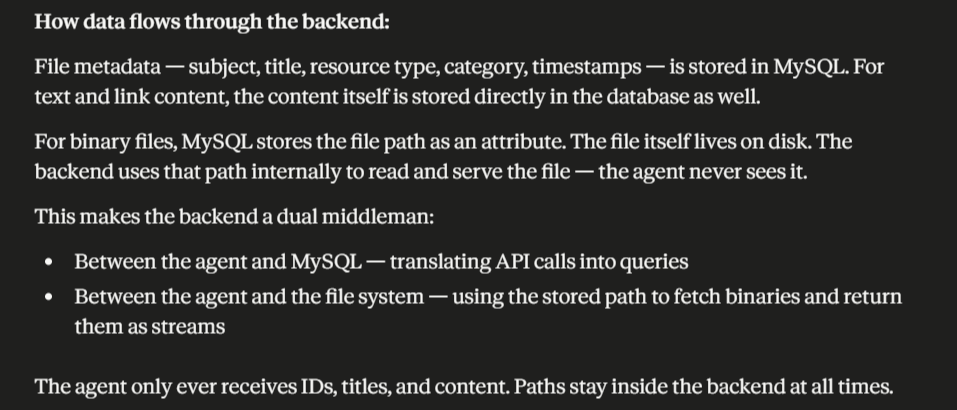 How data flows through the backend:
File metadata — subject, title, resource type, category, timestamps — is stored in MySQL. For
text and link content, the content itself is stored directly in the database as well.
For binary files, MySQL stores the file path as an attribute. The file itself lives on disk. The
backend uses that path internally to read and serve the file — the agent never sees it.
This makes the backend a dual middleman:
• Between the agent and MySQL — translating API calls into queries
• Between the agent and the file system — using the stored path to fetch binaries and return
them as streams
The agent only ever receives IDs, titles, and content. Paths stay inside the backend at all times.